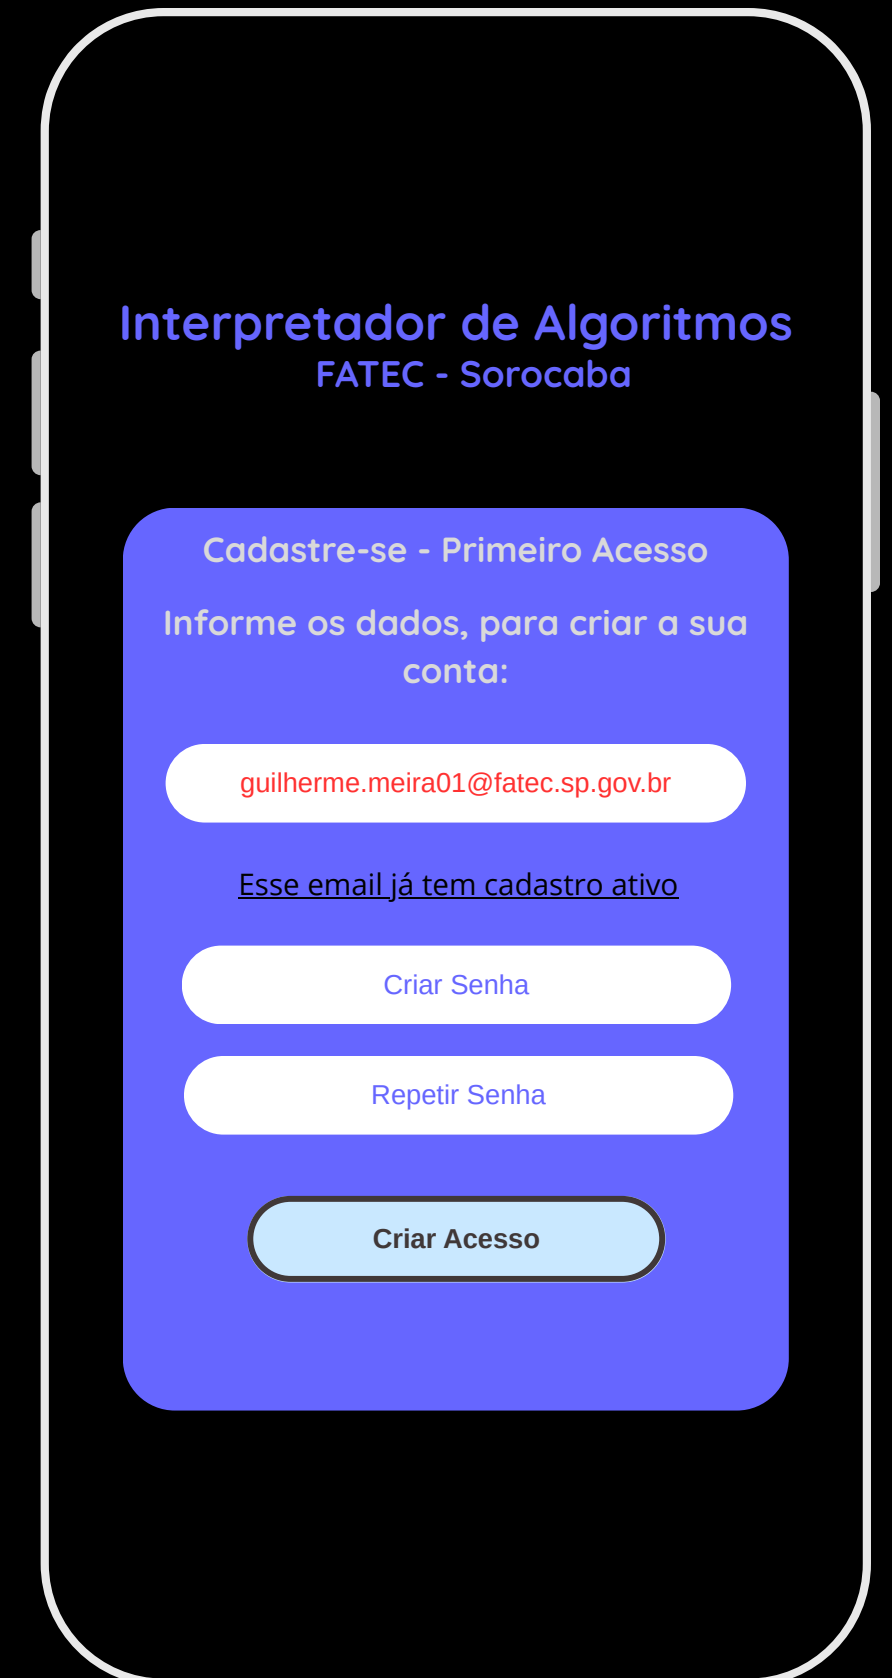 Interpretador de Algoritmos
FATEC - Sorocaba
Cadastre-se - Primeiro Acesso
Informe os dados, para criar a sua
conta:
guilherme.meira01@fatec.sp.gov.br
Esse email já tem cadastro ativo
Criar Senha
Repetir Senha
Criar Acesso